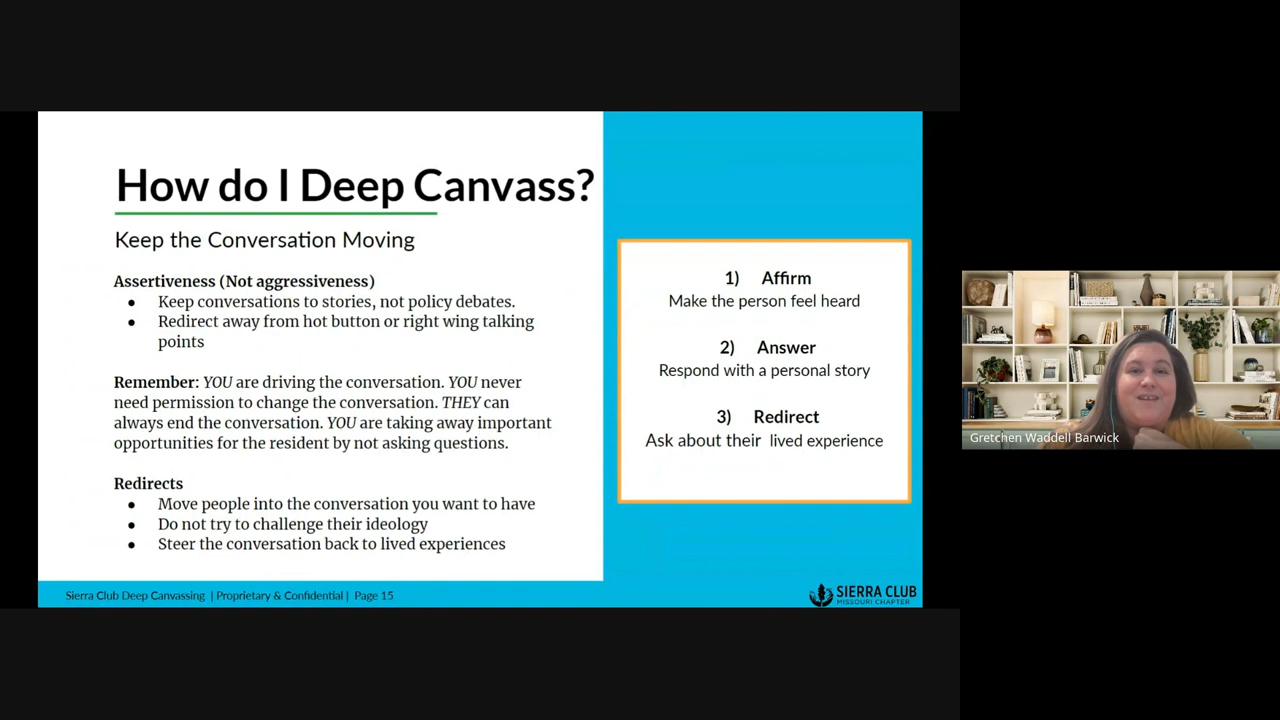 How do I Deep Canvass?
Keep the Conversation Moving
Assertiveness (Not aggressiveness)
● Keep conversations to stories, not policy debates.
● Redirect away from hot button or right wing talking
points
Remember: YOU are driving the conversation. YOU never
need permission to change the conversation. THEY can
always end the conversation. YOU are taking away important
opportunities for the resident by not asking questions.
Redirects
● Move people into the conversation you want to have
● Do not try to challenge their ideology
● Steer the conversation back to lived experiences
1) Affirm
Make the person feel heard
2) Answer
Respond with a personal story
3) Redirect
Ask about their lived experience
Sierra Club Deep Canvassing | Proprietary & Confidential | Page 15
SIERRA CLUB
MISSOURI CHAPTER
Gretchen Waddell Barwick